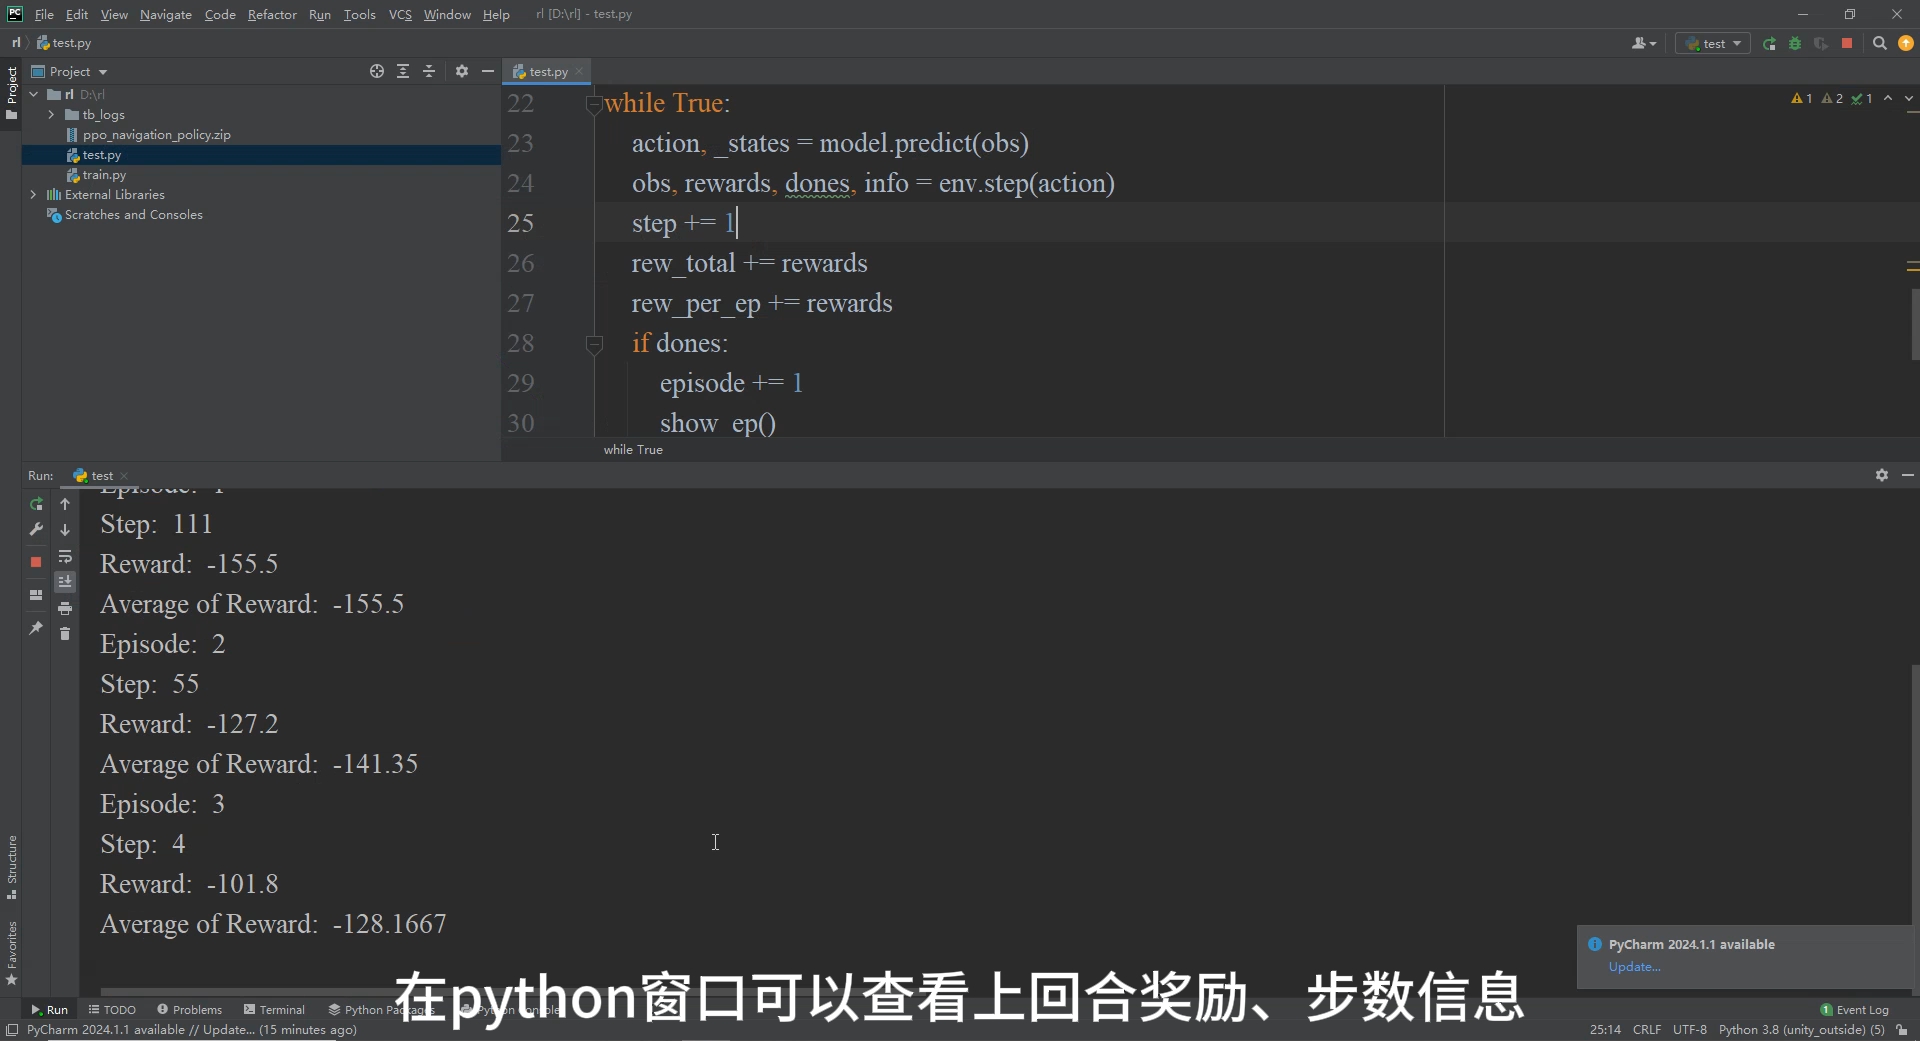 File Edit View Navigate Code Refactor Run Tools VCS Window Help rl [D:\rl] - test.py
rl test.py
test
Project
Project
test.py
rl D:\rl
tb_logs
ppo_navigation_policy.zip
test.py
train.py
External Libraries
Scratches and Consoles
1 2 1
22 while True:
23 action, _states = model.predict(obs)
24 obs, rewards, dones, info = env.step(action)
25 step += 1
26 rew_total += rewards
27 rew_per_ep += rewards
28 if dones:
29 episode += 1
30 show_ep()
while True
Run: test
Episode: 1
Step: 111
Reward: -155.5
Average of Reward: -155.5
Episode: 2
Step: 55
Reward: -127.2
Average of Reward: -141.35
Episode: 3
Step: 4
Reward: -101.8
Average of Reward: -128.1667
Structure
Favorites
PyCharm 2024.1.1 available
Update...
在python窗口可以查看上回合奖励、步数信息
Run TODO Problems Terminal Python Packages Python Console
1 Event Log
PyCharm 2024.1.1 available // Update... (15 minutes ago)
25:14 CRLF UTF-8 Python 3.8 (unity_outside) (5)